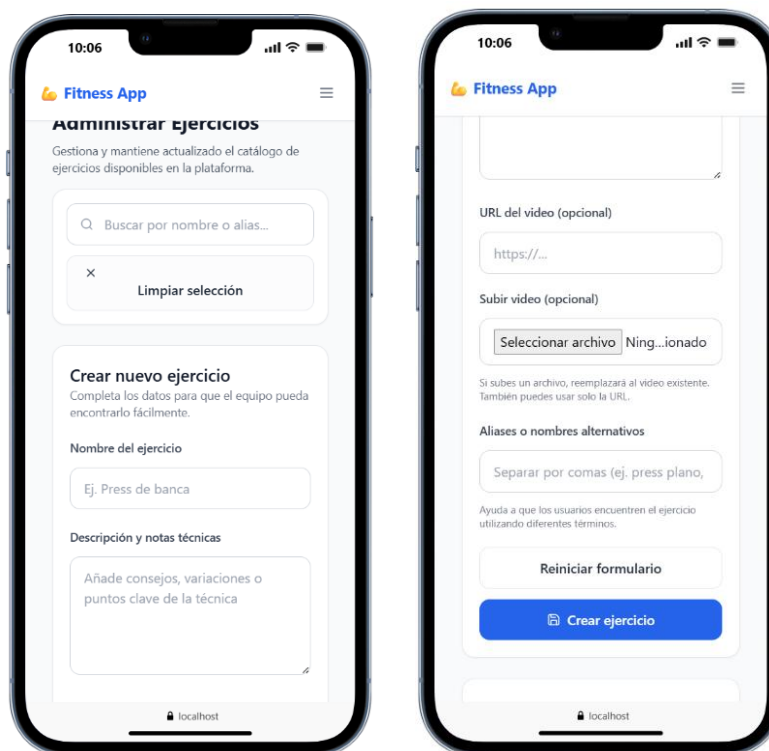 10:06
Fitness App
Administrar Ejercicios
Gestiona y mantiene actualizado el catálogo de
ejercicios disponibles en la plataforma.
Buscar por nombre o alias...
Limpiar selección
Crear nuevo ejercicio
Completa los datos para que el equipo pueda
encontrarlo fácilmente.
Nombre del ejercicio
Ej. Press de banca
Descripción y notas técnicas
Añade consejos, variaciones o
puntos clave de la técnica
localhost
10:06
Fitness App
URL del video (opcional)
https://...
Subir video (opcional)
Seleccionar archivo Ning...ionado
Si subes un archivo, reemplazará al video existente.
También puedes usar solo la URL.
Aliases o nombres alternativos
Separar por comas (ej. press plano,
Ayuda a que los usuarios encuentren el ejercicio
utilizando diferentes términos.
Reiniciar formulario
Crear ejercicio
localhost